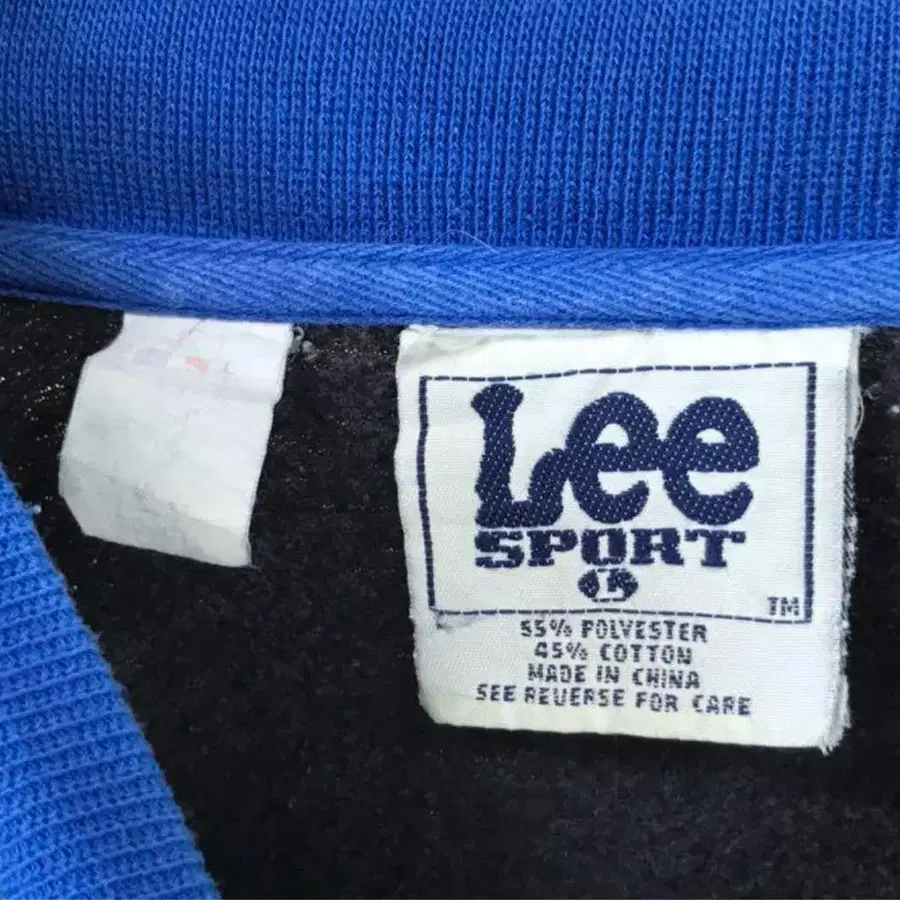 Lee
SPORT
L
TM
55% POLYESTER
45% COTTON
MADE IN CHINA
SEE REVERSE FOR CARE